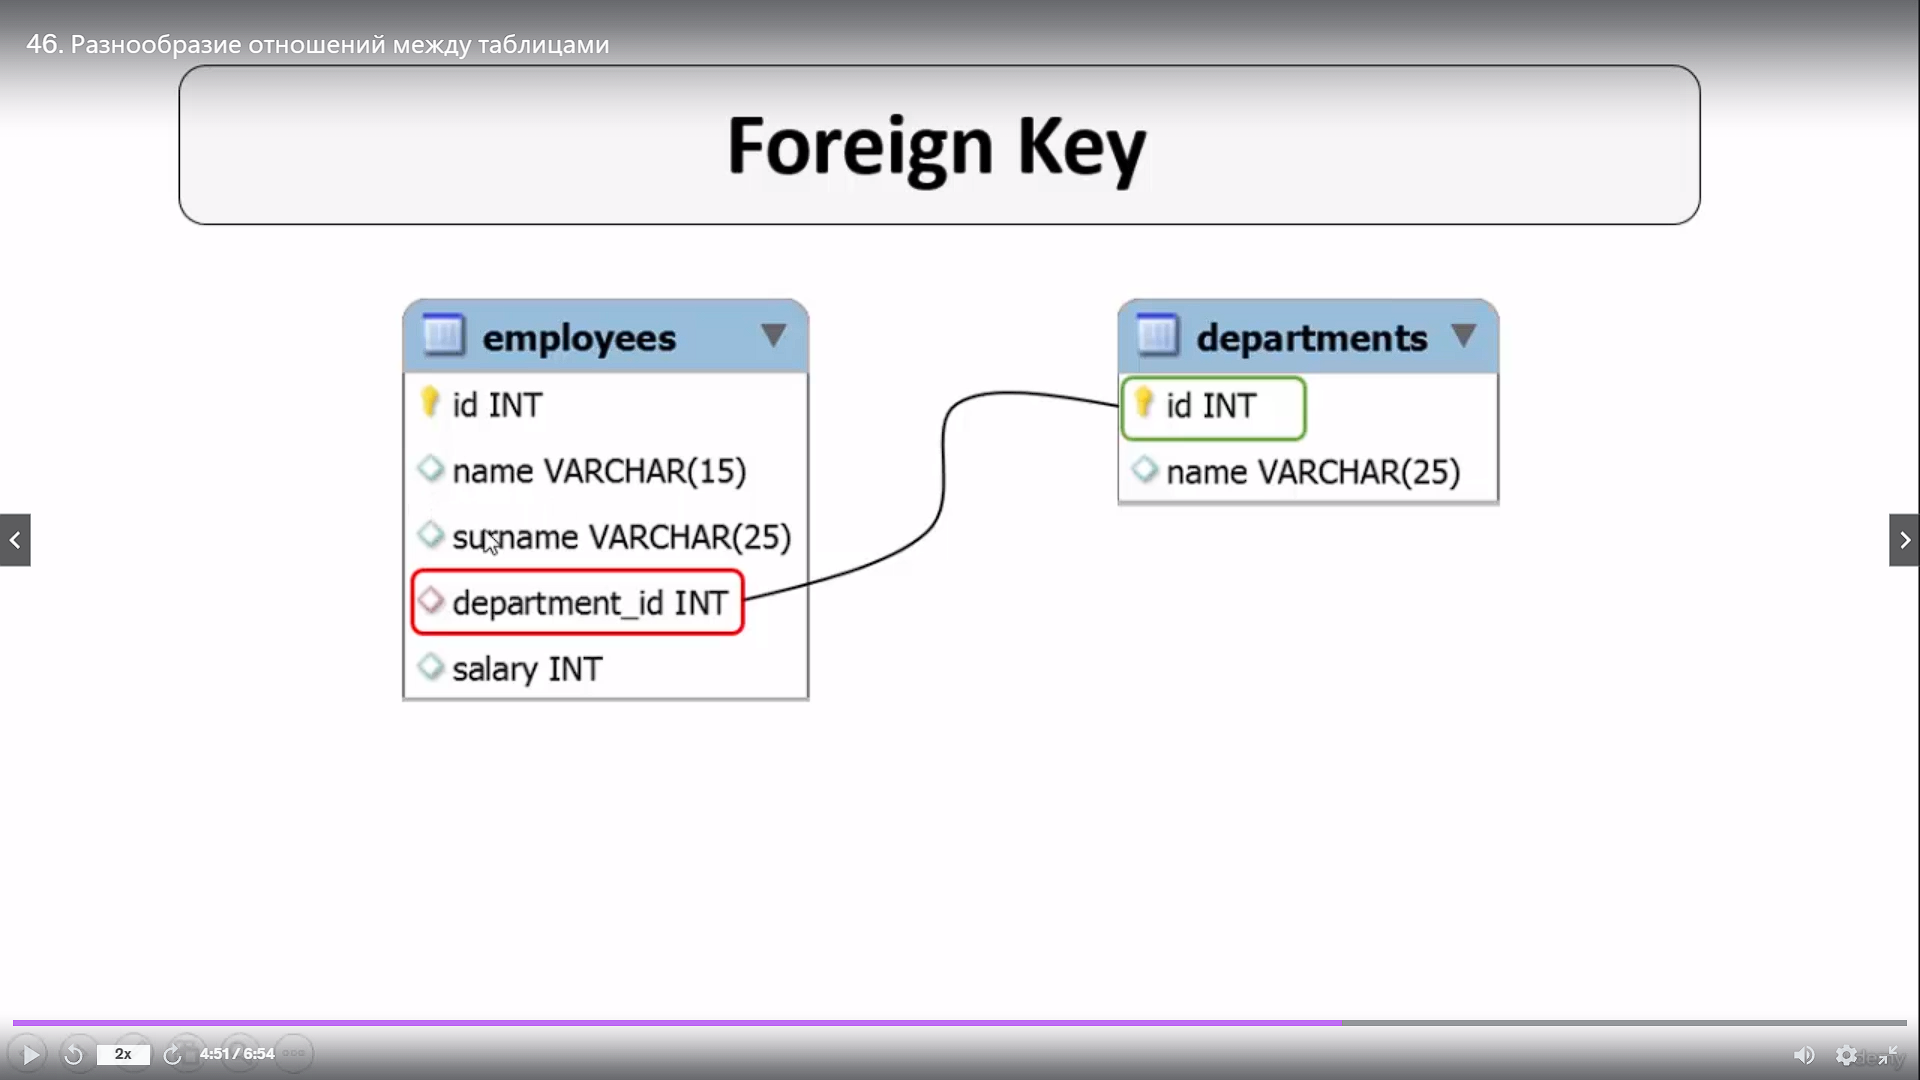 46. Разнообразие отношений между таблицами
Foreign Key
employees
id INT
name VARCHAR(15)
surname VARCHAR(25)
department_id INT
salary INT
departments
id INT
name VARCHAR(25)
2x
4:51 / 6:54